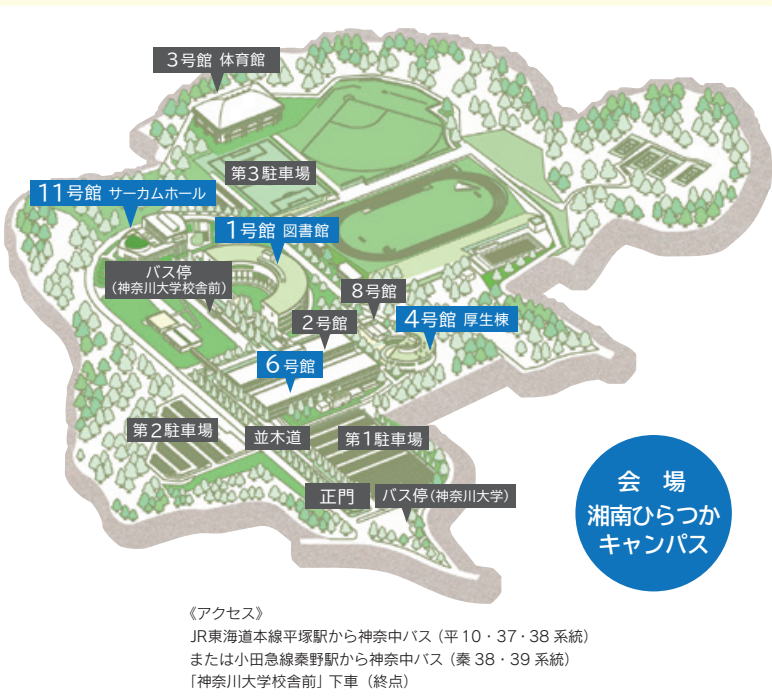 3号館 体育館
第3駐車場
11号館 サーカムホール
1号館 図書館
バス停
(神奈川大学校舎前)
8号館
2号館
4号館 厚生棟
6号館
第2駐車場
並木道
第1駐車場
正門
バス停(神奈川大学)
会 場
湘南ひらつか
キャンパス
《アクセス》
JR東海道本線平塚駅から神奈中バス(平10・37・38系統)
または小田急線秦野駅から神奈中バス(秦38・39系統)
「神奈川大学校舎前」下車(終点)